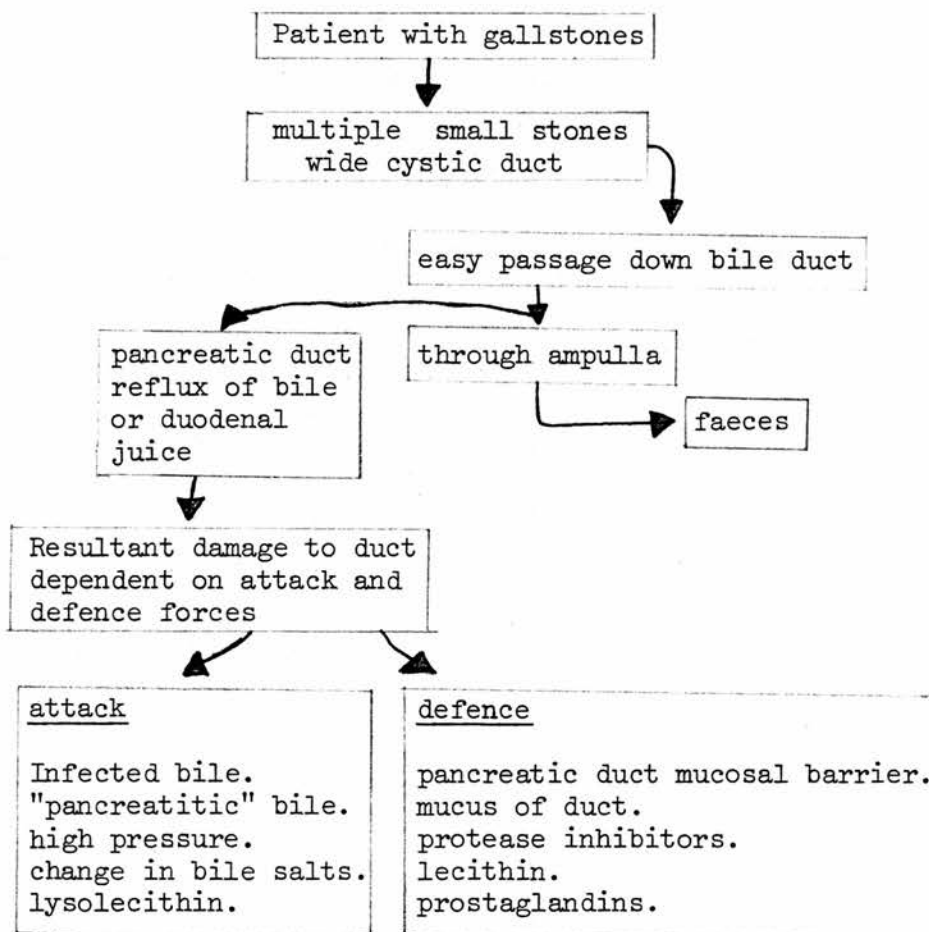 Patient with gallstones
multiple small stones
wide cystic duct
easy passage down bile duct
pancreatic duct
reflux of bile
or duodenal
juice
through ampulla
faeces
Resultant damage to duct
dependent on attack and
defence forces
attack
Infected bile.
"pancreatitic" bile.
high pressure.
change in bile salts.
lysolecithin.
defence
pancreatic duct mucosal barrier.
mucus of duct.
protease inhibitors.
lecithin.
prostaglandins.